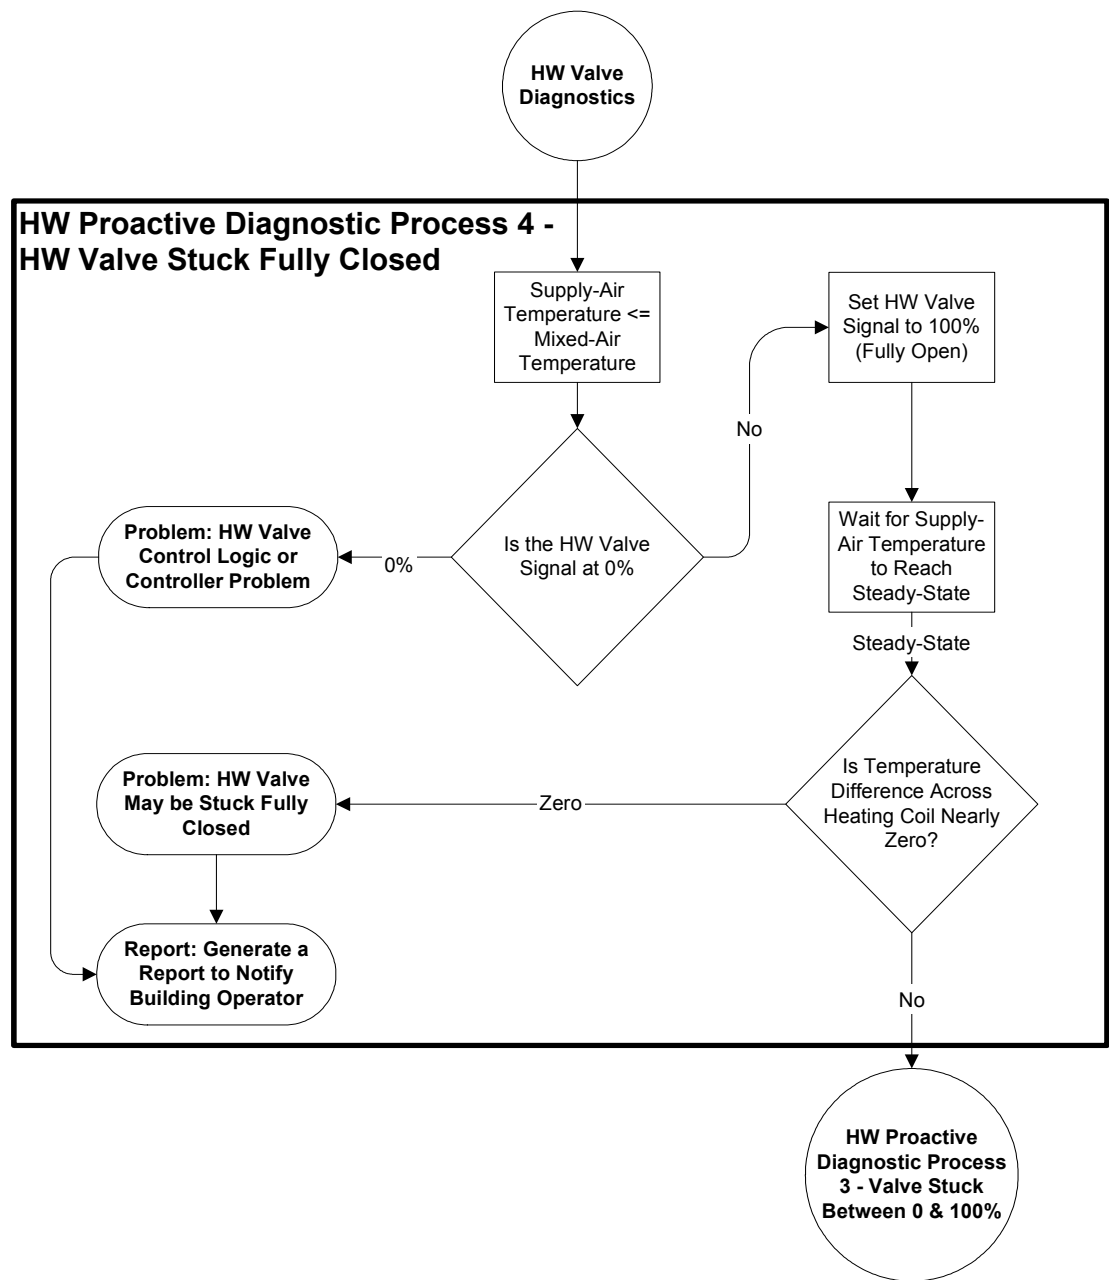 HW Valve
Diagnostics
HW Proactive Diagnostic Process 4 -
HW Valve Stuck Fully Closed
Supply-Air
Temperature <=
Mixed-Air
Temperature
Set HW Valve
Signal to 100%
(Fully Open)
No
Is the HW Valve
Signal at 0%
0%
Problem: HW Valve
Control Logic or
Controller Problem
Wait for Supply-
Air Temperature
to Reach
Steady-State
Steady-State
Is Temperature
Difference Across
Heating Coil Nearly
Zero?
Zero
Problem: HW Valve
May be Stuck Fully
Closed
Report: Generate a
Report to Notify
Building Operator
No
HW Proactive
Diagnostic Process
3 - Valve Stuck
Between 0 & 100%